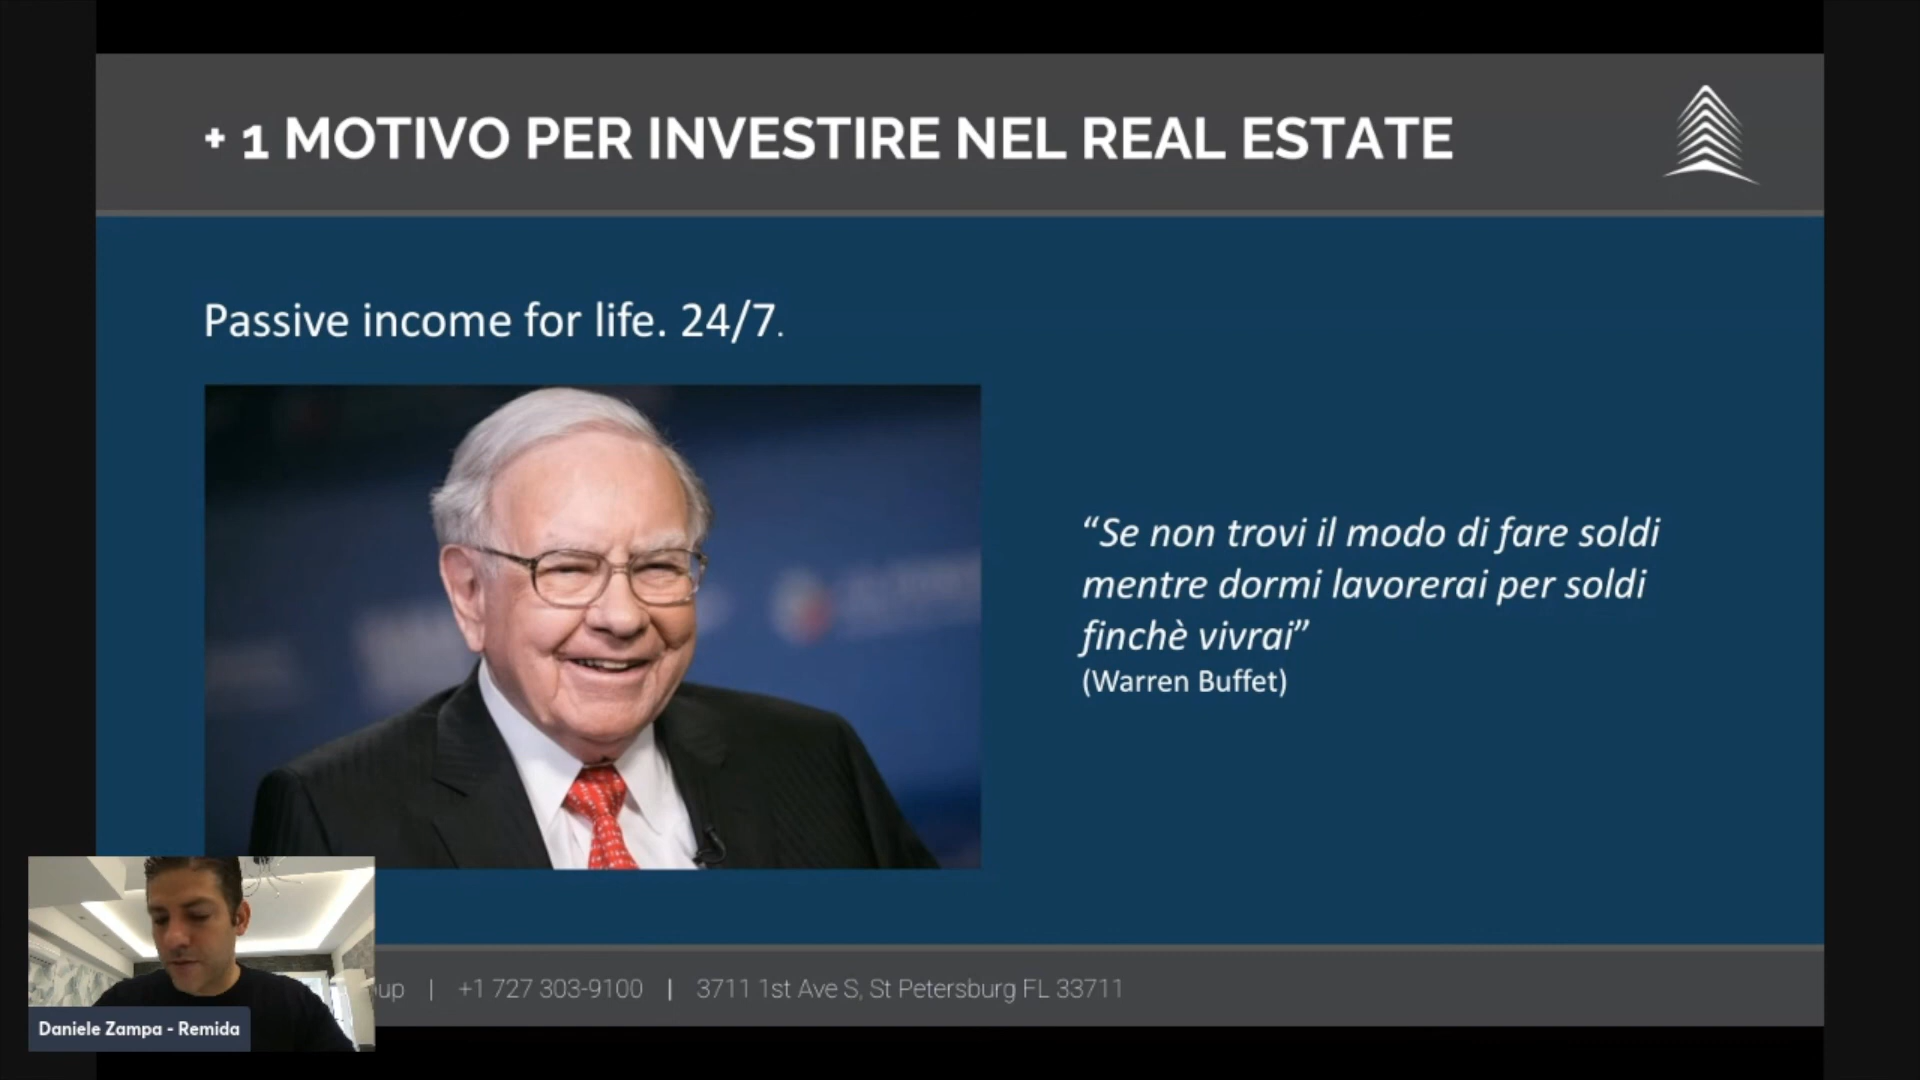 + 1 MOTIVO PER INVESTIRE NEL REAL ESTATE
Passive income for life. 24/7.
“Se non trovi il modo di fare soldi
mentre dormi lavorerai per soldi
finchè vivrai”
(Warren Buffet)
| +1 727 303-9100 | 3711 1st Ave S, St Petersburg FL 33711
Daniele Zampa - Remida